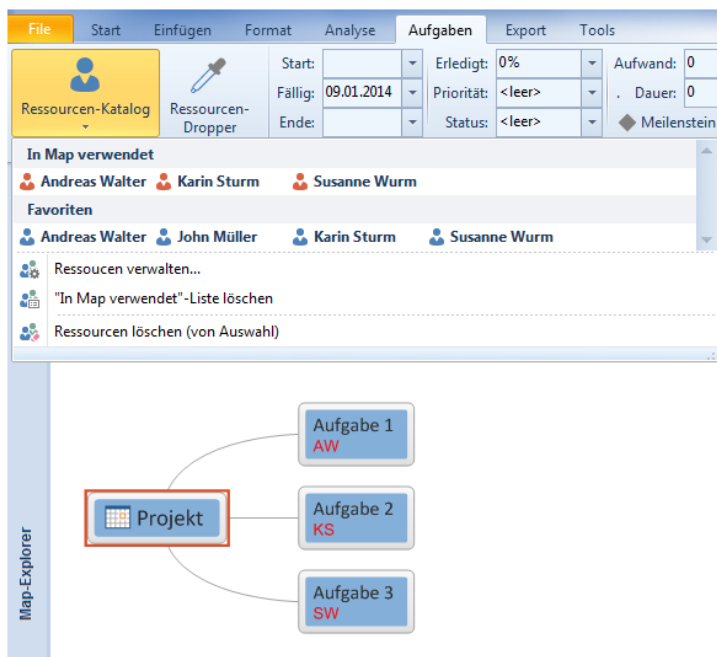 File Start Einfügen Format Analyse Aufgaben Export Tools
Ressourcen-Katalog
Ressourcen-
Dropper
Start: Erledigt: 0% Aufwand: 0
Fällig: 09.01.2014 Priorität: <leer> . Dauer: 0
Ende: Status: <leer> Meilenstein
In Map verwendet
Andreas Walter Karin Sturm Susanne Wurm
Favoriten
Andreas Walter John Müller Karin Sturm Susanne Wurm
Ressoucen verwalten...
"In Map verwendet"-Liste löschen
Ressourcen löschen (von Auswahl)
Map-Explorer
Projekt
Aufgabe 1
AW
Aufgabe 2
KS
Aufgabe 3
SW